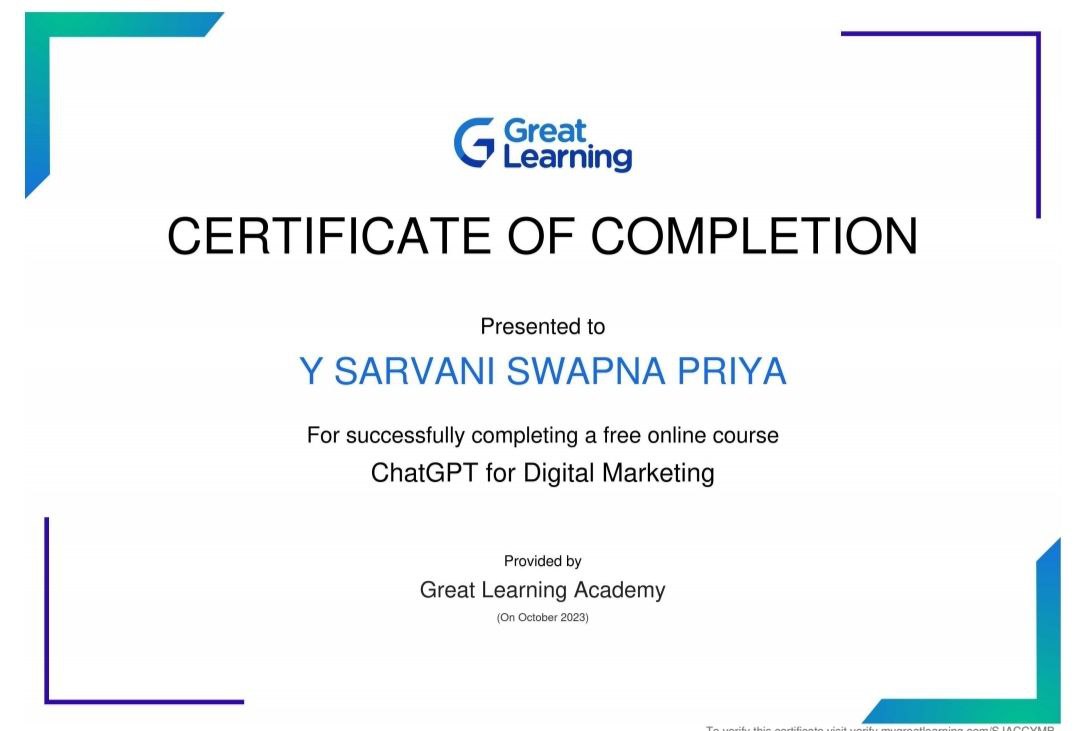 Great
Learning
CERTIFICATE OF COMPLETION
Presented to
Y SARVANI SWAPNA PRIYA
For successfully completing a free online course
ChatGPT for Digital Marketing
Provided by
Great Learning Academy
(On October 2023)
To verify this certificate visit verify.mygreatlearning.com/